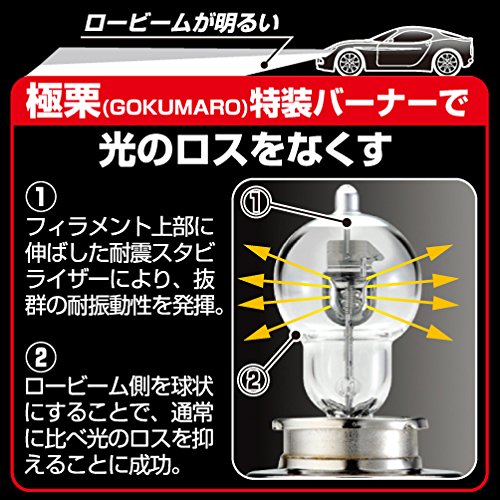 ロービームが明るい
極栗(GOKUMARO)特装バーナーで
光のロスをなくす
①
フィラメント上部に
伸ばした耐震スタビ
ライザーにより、抜
群の耐振動性を発揮。
②
ロービーム側を球状
にすることで、通常
に比べ光のロスを抑
えることに成功。
①
②